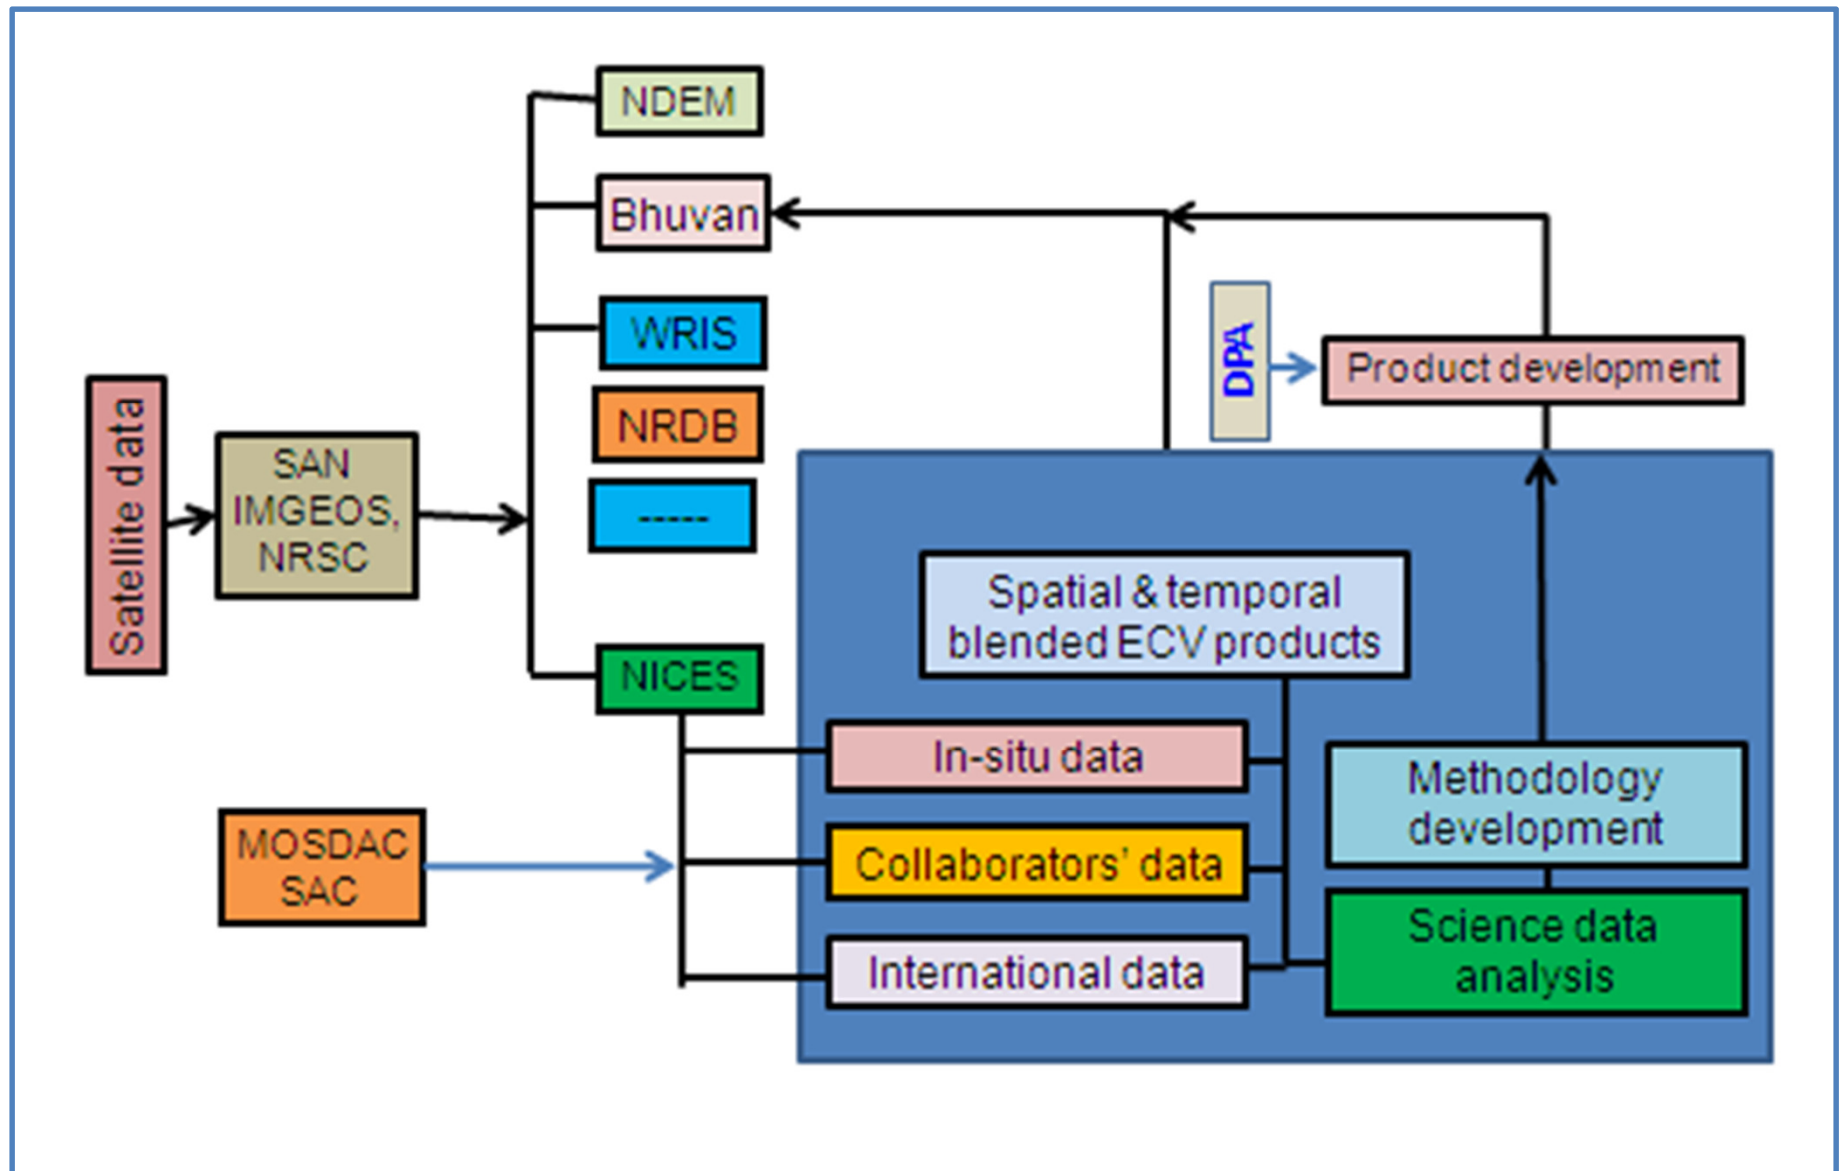 NDEM
Bhuvan
WRIS
NRDB
-----
NICES
Satellite data
SAN
IMGEOS,
NRSC
MOSDAC
SAC
DPA
Product development
Spatial & temporal
blended ECV products
In-situ data
Collaborators’ data
International data
Methodology
development
Science data
analysis